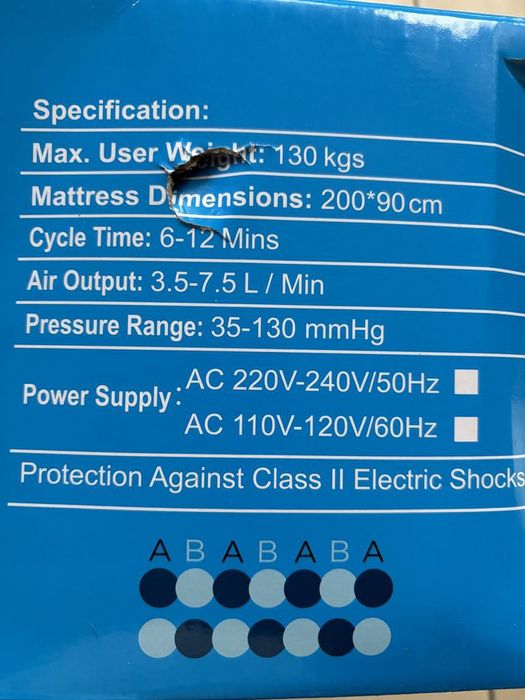 Specification:
Max. User Weight: 130 kgs
Mattress Dimensions: 200*90 cm
Cycle Time: 6-12 Mins
Air Output: 3.5-7.5 L / Min
Pressure Range: 35-130 mmHg
Power Supply: AC 220V-240V/50Hz
AC 110V-120V/60Hz
Protection Against Class II Electric Shocks
A B A B A B A